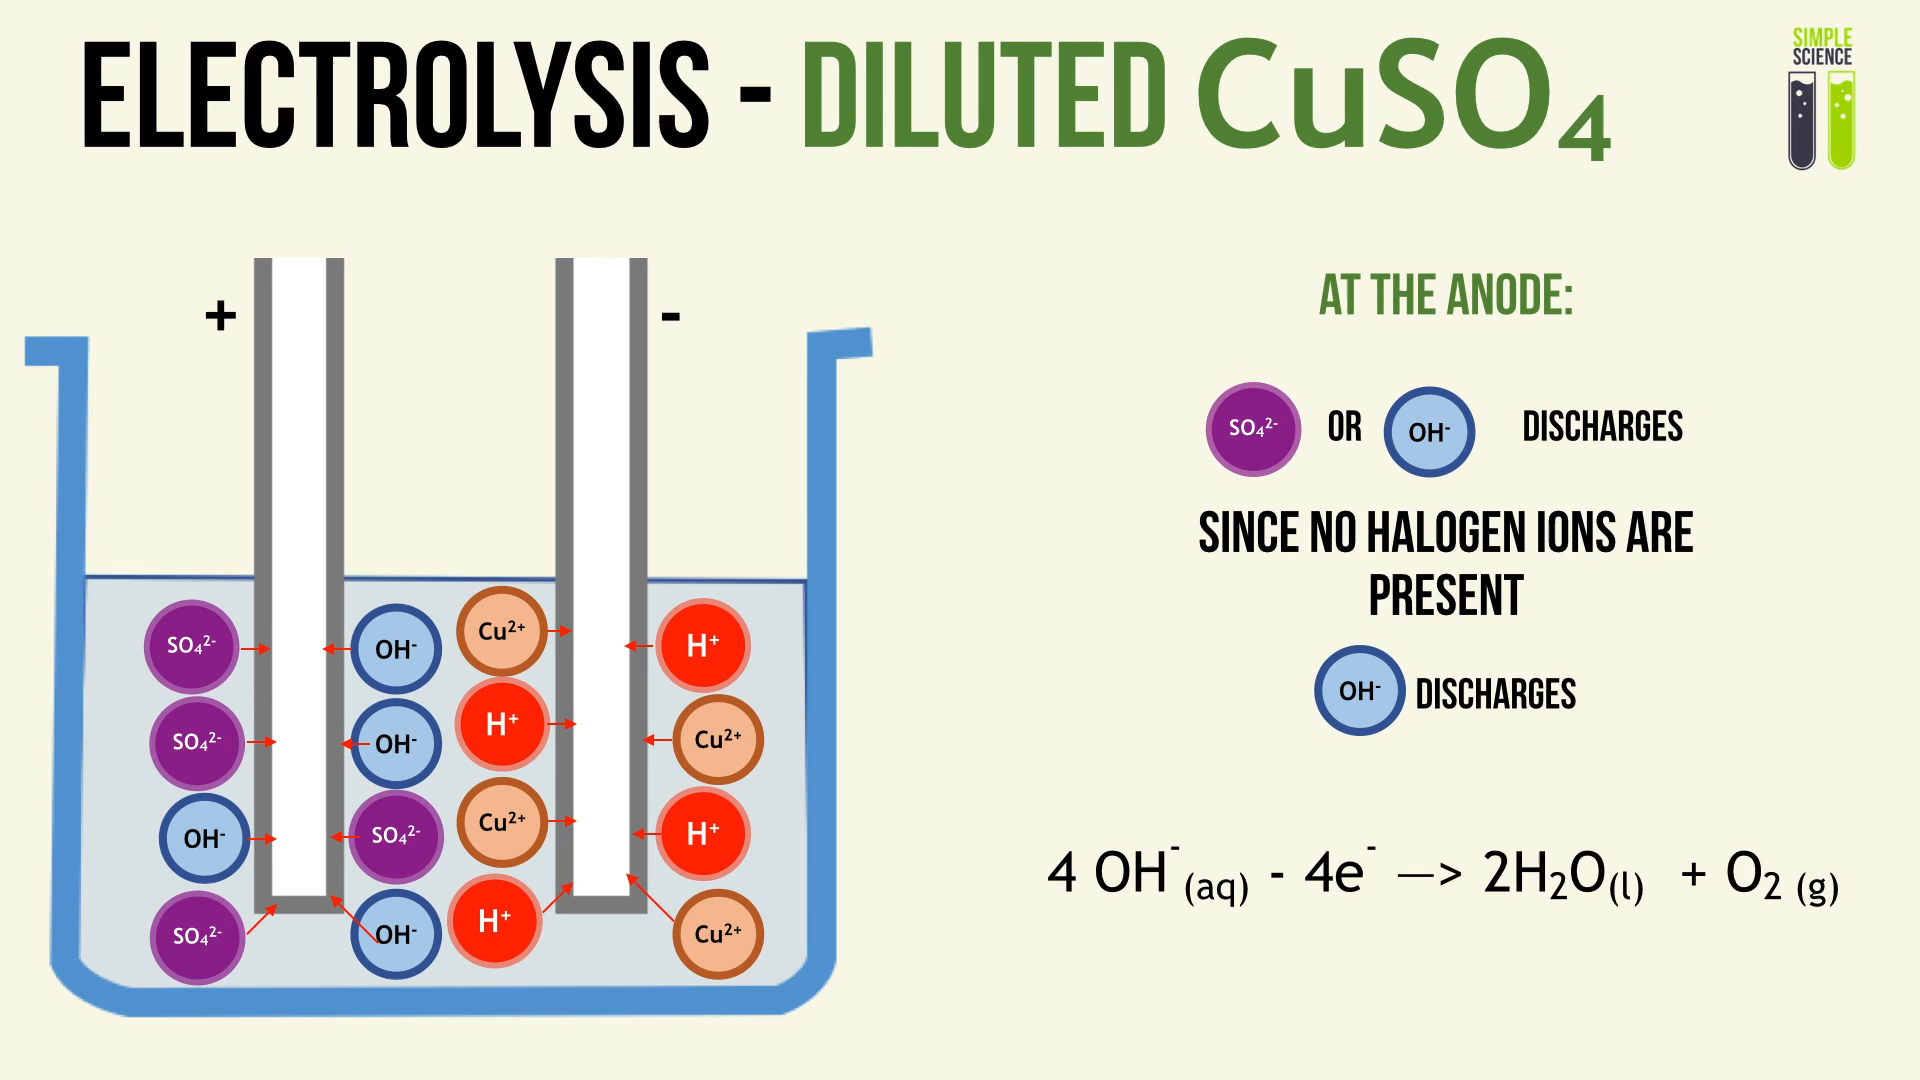 ELECTROLYSIS - DILUTED CuSO₄
SIMPLE
SCIENCE
+
-
SO₄²⁻
OH⁻
Cu²⁺
H⁺
SO₄²⁻
OH⁻
H⁺
Cu²⁺
OH⁻
SO₄²⁻
Cu²⁺
H⁺
SO₄²⁻
OH⁻
H⁺
Cu²⁺
AT THE ANODE:
SO₄²⁻ OR OH⁻ DISCHARGES
SINCE NO HALOGEN IONS ARE
PRESENT
OH⁻ DISCHARGES
4 OH⁻(aq) - 4e⁻ —> 2H₂O(l) + O₂ (g)